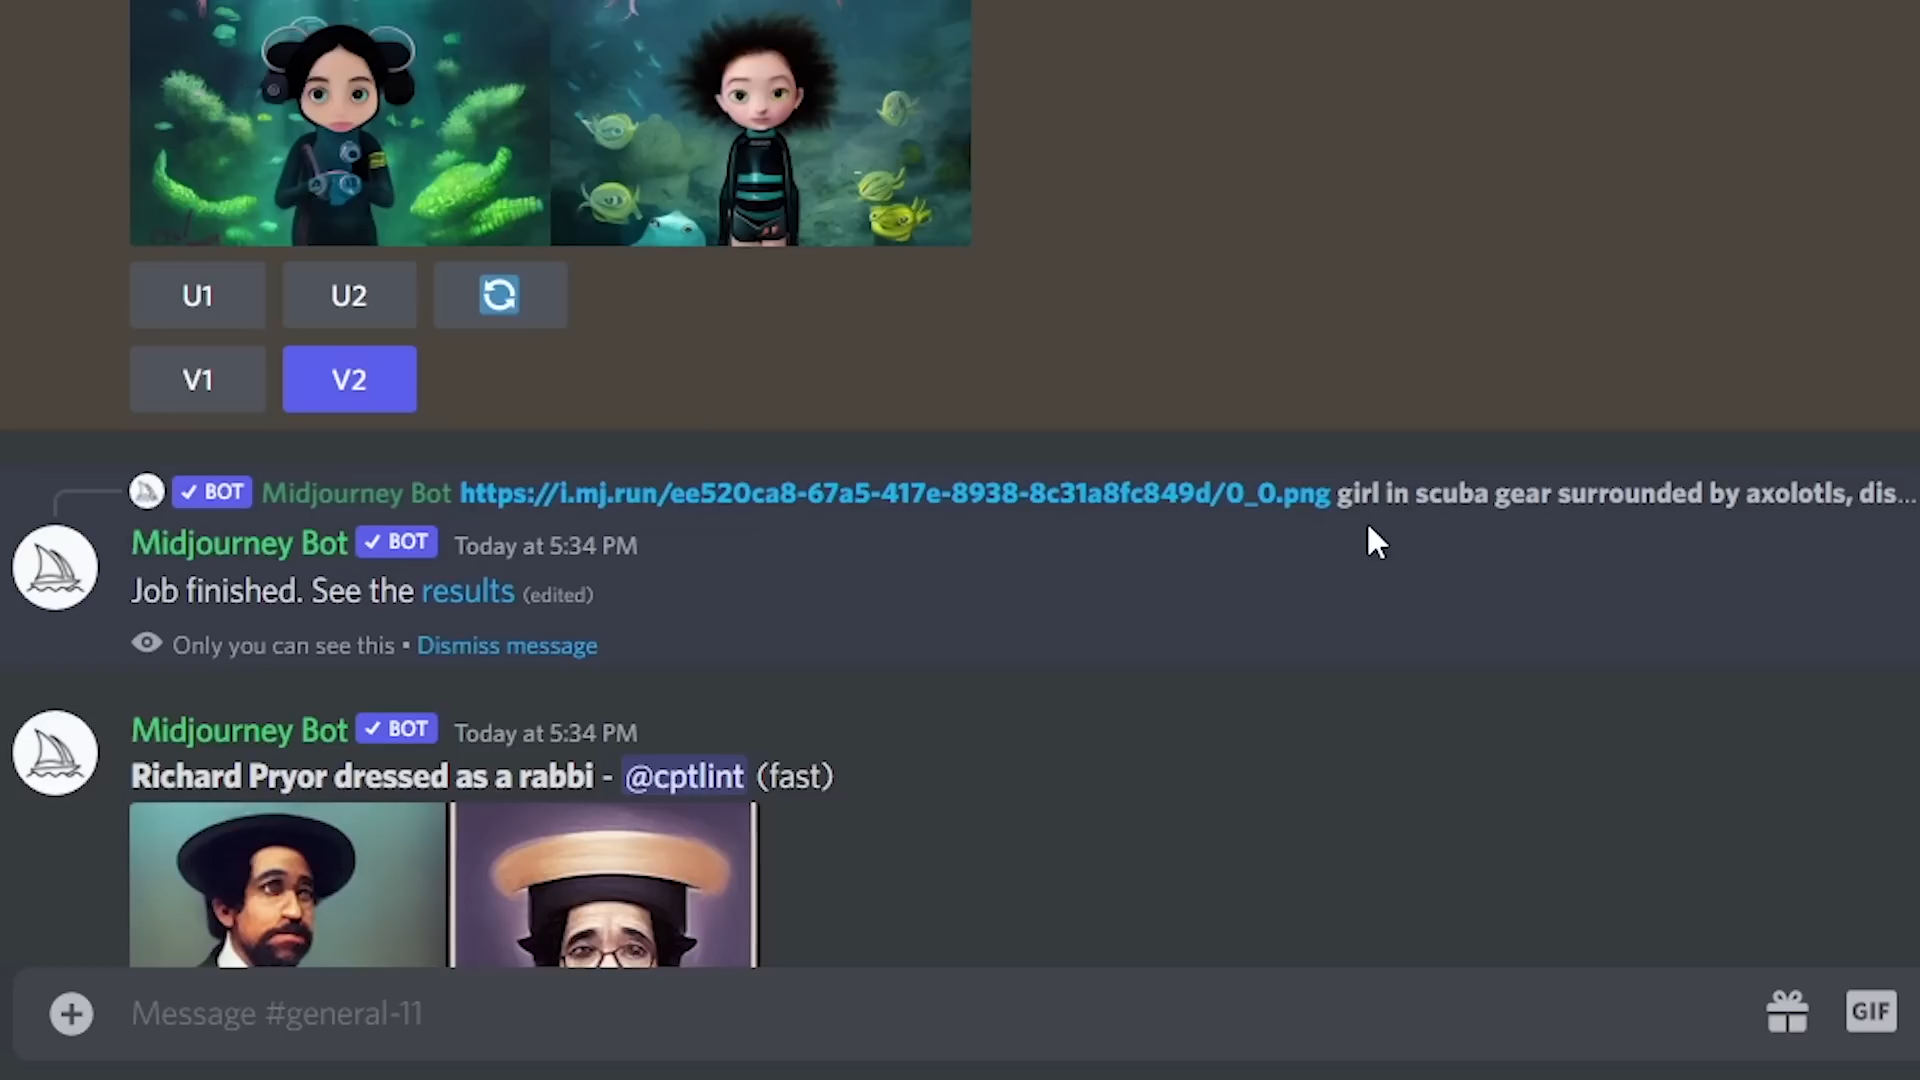 U1 U2
V1 V2
✓ BOT Midjourney Bot https://i.mj.run/ee520ca8-67a5-417e-8938-8c31a8fc849d/0_0.png girl in scuba gear surrounded by axolotls, dis...
Midjourney Bot ✓ BOT Today at 5:34 PM
Job finished. See the results (edited)
Only you can see this • Dismiss message
Midjourney Bot ✓ BOT Today at 5:34 PM
Richard Pryor dressed as a rabbi - @cptlint (fast)
Message #general-11
GIF